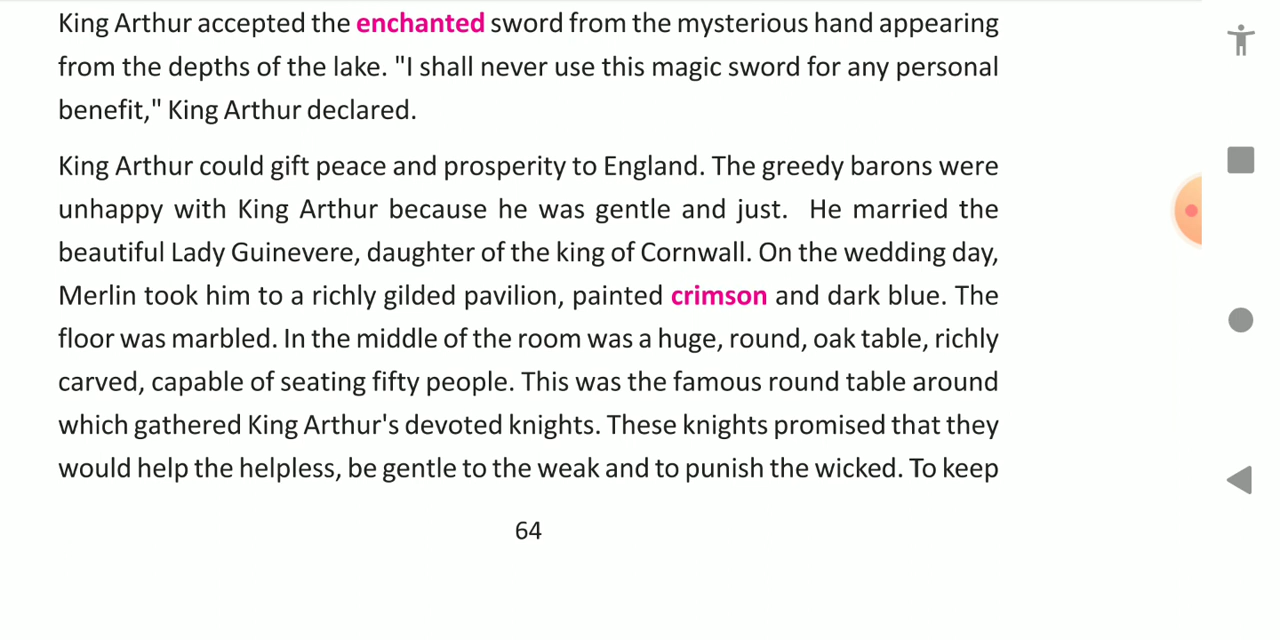 King Arthur accepted the enchanted sword from the mysterious hand appearing
from the depths of the lake. "I shall never use this magic sword for any personal
benefit," King Arthur declared.
King Arthur could gift peace and prosperity to England. The greedy barons were
unhappy with King Arthur because he was gentle and just. He married the
beautiful Lady Guinevere, daughter of the king of Cornwall. On the wedding day,
Merlin took him to a richly gilded pavilion, painted crimson and dark blue. The
floor was marbled. In the middle of the room was a huge, round, oak table, richly
carved, capable of seating fifty people. This was the famous round table around
which gathered King Arthur's devoted knights. These knights promised that they
would help the helpless, be gentle to the weak and to punish the wicked. To keep
64